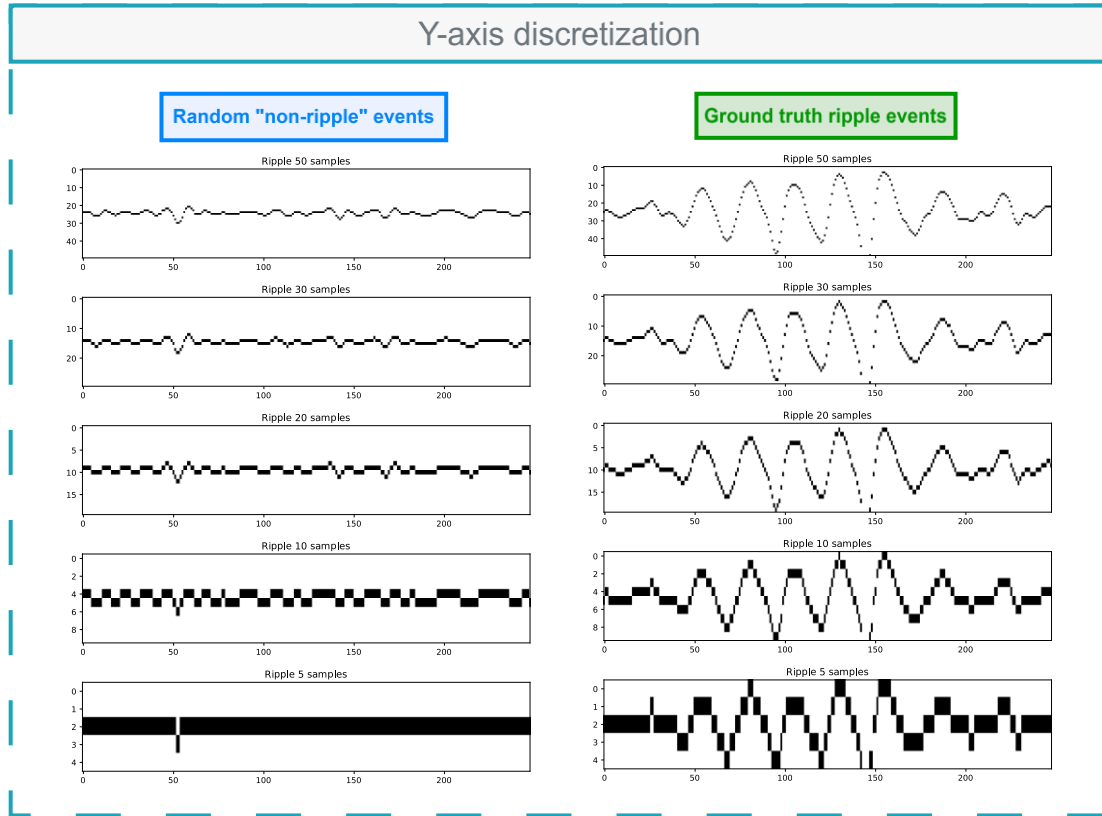 Y-axis discretization
Random "non-ripple" events
Ripple 50 samples
0
10
20
30
40
0 50 100 150 200
Ripple 30 samples
0
10
20
0 50 100 150 200
Ripple 20 samples
0
5
10
15
0 50 100 150 200
Ripple 10 samples
0
2
4
6
8
0 50 100 150 200
Ripple 5 samples
0
1
2
3
4
0 50 100 150 200
Ground truth ripple events
Ripple 50 samples
0
10
20
30
40
0 50 100 150 200
Ripple 30 samples
0
10
20
0 50 100 150 200
Ripple 20 samples
0
5
10
15
0 50 100 150 200
Ripple 10 samples
0
2
4
6
8
0 50 100 150 200
Ripple 5 samples
0
1
2
3
4
0 50 100 150 200